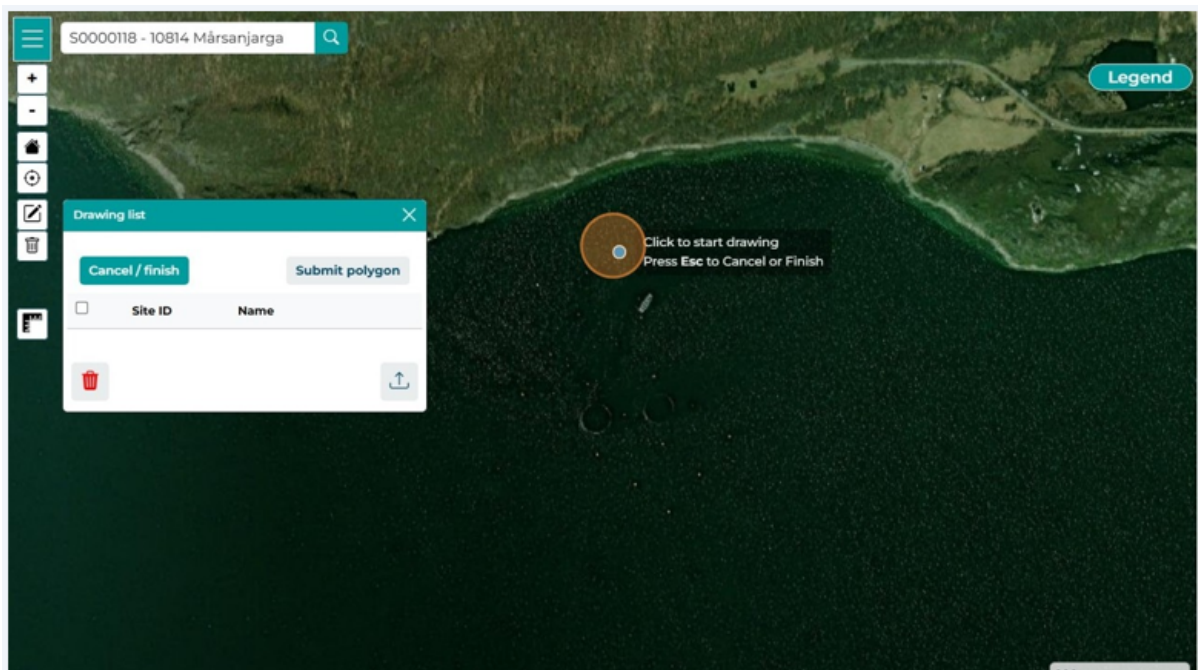 S0000118 - 10814 Mårsanjarga
+
Legend
-
Drawing list
Click to start drawing
Press Esc to Cancel or Finish
Cancel / finish
Submit polygon
Site ID
Name